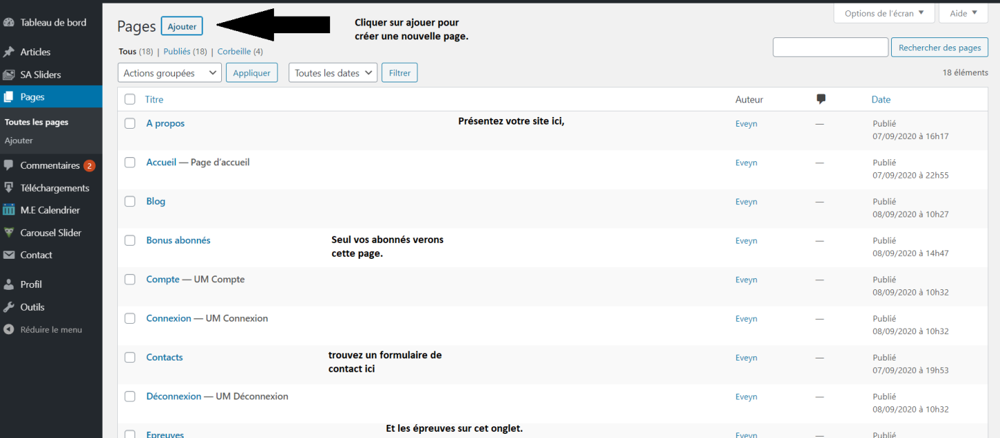 Tableau de bord
Articles
SA Sliders
Pages
Toutes les pages
Ajouter
Commentaires 2
Téléchargements
M.E Calendrier
Carousel Slider
Contact
Profil
Outils
Réduire le menu
Options de l'écran ▼ Aide ▼
Pages Ajouter
Cliquer sur ajouer pour
créer une nouvelle page.
Tous (18) | Publiés (18) | Corbeille (4)
Rechercher des pages
Actions groupées Appliquer Toutes les dates Filtrer
18 éléments
Titre Auteur Date
A propos Présentez votre site ici, Eveyn — Publié
07/09/2020 à 16h17
Accueil — Page d'accueil Eveyn — Publié
07/09/2020 à 22h55
Blog Eveyn — Publié
08/09/2020 à 10h27
Bonus abonnés Seul vos abonnés verons Eveyn — Publié
cette page. 08/09/2020 à 14h47
Compte — UM Compte Eveyn — Publié
08/09/2020 à 10h32
Connexion — UM Connexion Eveyn — Publié
08/09/2020 à 10h32
Contacts trouvez un formulaire de Eveyn — Publié
contact ici 07/09/2020 à 19h53
Déconnexion — UM Déconnexion Eveyn — Publié
08/09/2020 à 10h32
Et les épreuves sur cet onglet.
Epreuves Eveyn — Publié